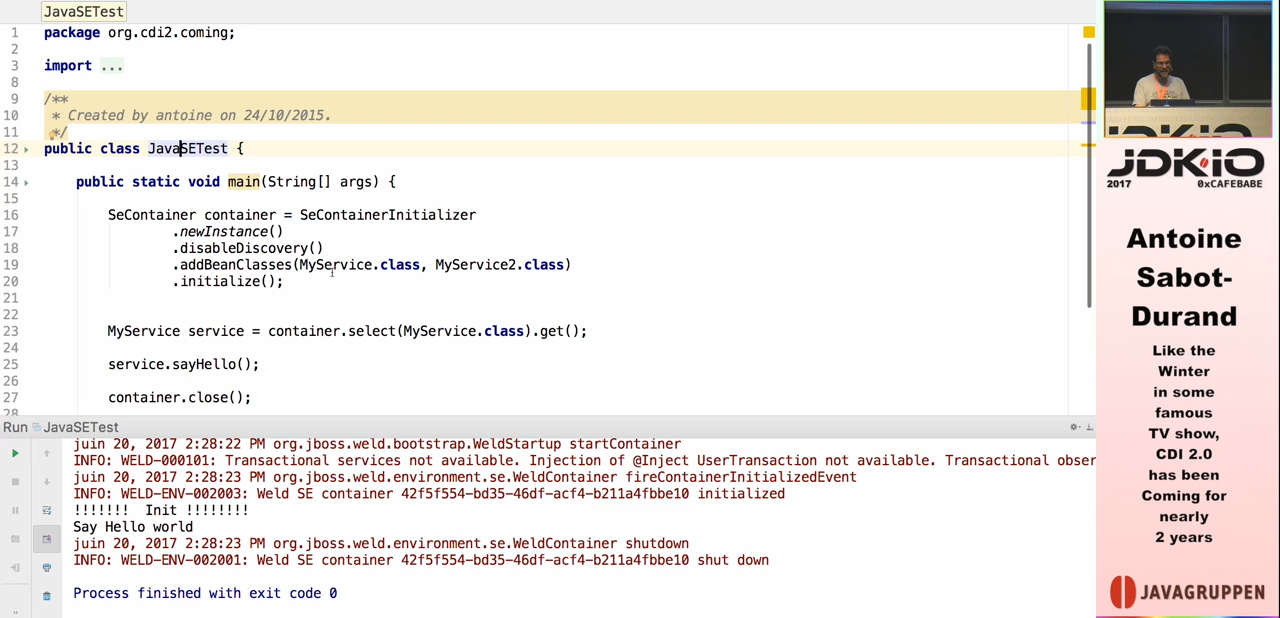 JavaSETest
1 package org.cdi2.coming;
2
3 import ...
8
9 /**
10 * Created by antoine on 24/10/2015.
11 */
12 public class JavaSETest {
13
14 public static void main(String[] args) {
15
16 SeContainer container = SeContainerInitializer
17 .newInstance()
18 .disableDiscovery()
19 .addBeanClasses(MyService.class, MyService2.class)
20 .initialize();
21
22
23 MyService service = container.select(MyService.class).get();
24
25 service.sayHello();
26
27 container.close();
28
Run JavaSETest
juin 20, 2017 2:28:22 PM org.jboss.weld.bootstrap.WeldStartup startContainer
INFO: WELD-000101: Transactional services not available. Injection of @Inject UserTransaction not available. Transactional obser
juin 20, 2017 2:28:23 PM org.jboss.weld.environment.se.WeldContainer fireContainerInitializedEvent
INFO: WELD-ENV-002003: Weld SE container 42f5f554-bd35-46df-acf4-b211a4fbbe10 initialized
!!!!!!! Init !!!!!!!!
Say Hello world
juin 20, 2017 2:28:23 PM org.jboss.weld.environment.se.WeldContainer shutdown
INFO: WELD-ENV-002001: Weld SE container 42f5f554-bd35-46df-acf4-b211a4fbbe10 shut down
Process finished with exit code 0
JDKIO
2017 0xCAFEBABE
Antoine
Sabot-
Durand
Like the
Winter
in some
famous
TV show,
CDI 2.0
has been
Coming for
nearly
2 years
JAVAGRUPPEN